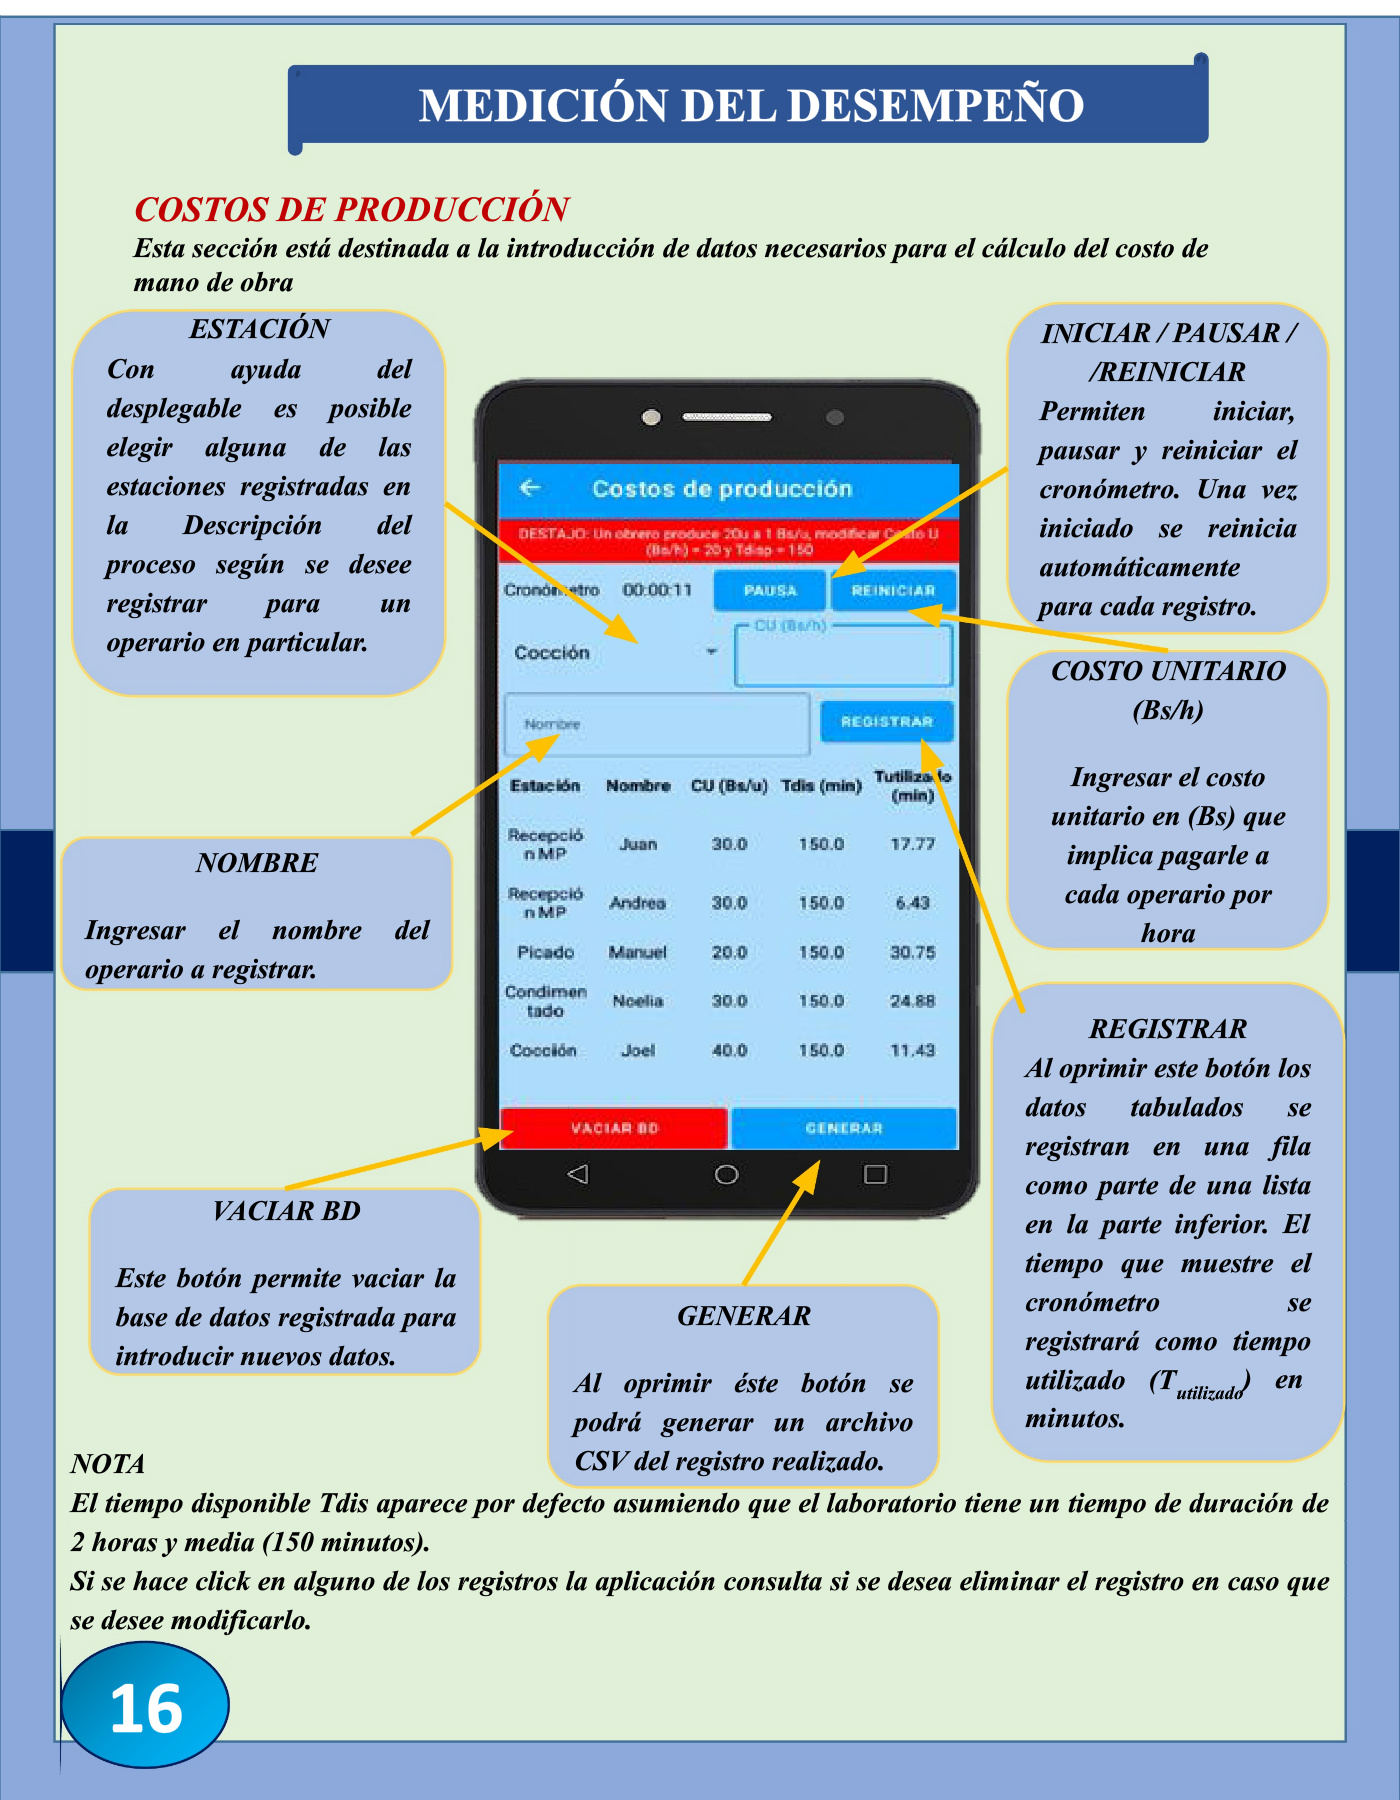 MEDICIÓN DEL DESEMPEÑO
COSTOS DE PRODUCCIÓN
Esta sección está destinada a la introducción de datos necesarios para el cálculo del costo de
mano de obra
ESTACIÓN
Con ayuda del
desplegable es posible
elegir alguna de las
estaciones registradas en
la Descripción del
proceso según se desee
registrar para un
operario en particular.
INICIAR / PAUSAR /
/REINICIAR
Permiten iniciar,
pausar y reiniciar el
cronómetro. Una vez
iniciado se reinicia
automáticamente
para cada registro.
Costos de producción
DESTAJO: Un obrero produce 20u a 1 Bs/u, modificar Costo U
(Bs/h) = 20 y Tdisp = 150
Cronómetro 00:00:11 PAUSA REINICIAR
CU (Bs/h)
Cocción
Nombre REGISTRAR
Estación Nombre CU (Bs/u) Tdis (min) Tutilizado
(min)
Recepció
n MP Juan 30.0 150.0 17.77
Recepció
n MP Andrea 30.0 150.0 6.43
Picado Manuel 20.0 150.0 30.75
Condimen
tado Noelia 30.0 150.0 24.88
Cocción Joel 40.0 150.0 11.43
VACIAR BD GENERAR
COSTO UNITARIO
(Bs/h)
Ingresar el costo
unitario en (Bs) que
implica pagarle a
cada operario por
hora
NOMBRE
Ingresar el nombre del
operario a registrar.
REGISTRAR
Al oprimir este botón los
datos tabulados se
registran en una fila
como parte de una lista
en la parte inferior. El
tiempo que muestre el
cronómetro se
registrará como tiempo
utilizado (Tutilizado) en
minutos.
VACIAR BD
Este botón permite vaciar la
base de datos registrada para
introducir nuevos datos.
GENERAR
Al oprimir éste botón se
podrá generar un archivo
CSV del registro realizado.
NOTA
El tiempo disponible Tdis aparece por defecto asumiendo que el laboratorio tiene un tiempo de duración de
2 horas y media (150 minutos).
Si se hace click en alguno de los registros la aplicación consulta si se desea eliminar el registro en caso que
se desee modificarlo.
16